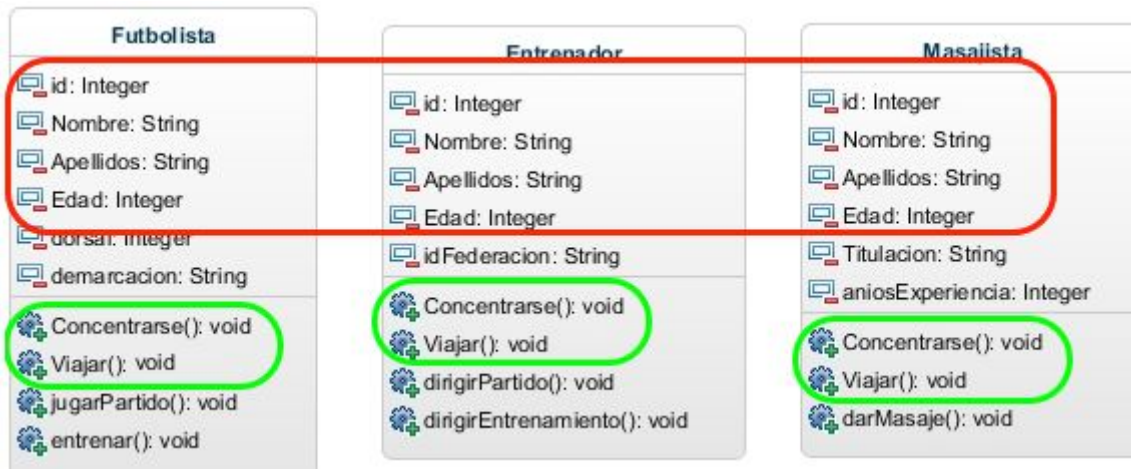 Futbolista
id: Integer
Nombre: String
Apellidos: String
Edad: Integer
dorsal: Integer
demarcacion: String
Concentrarse(): void
Viajar(): void
jugarPartido(): void
entrenar(): void
Entrenador
id: Integer
Nombre: String
Apellidos: String
Edad: Integer
idFederacion: String
Concentrarse(): void
Viajar(): void
dirigirPartido(): void
dirigirEntrenamiento(): void
Masajista
id: Integer
Nombre: String
Apellidos: String
Edad: Integer
Titulacion: String
aniosExperiencia: Integer
Concentrarse(): void
Viajar(): void
darMasaje(): void